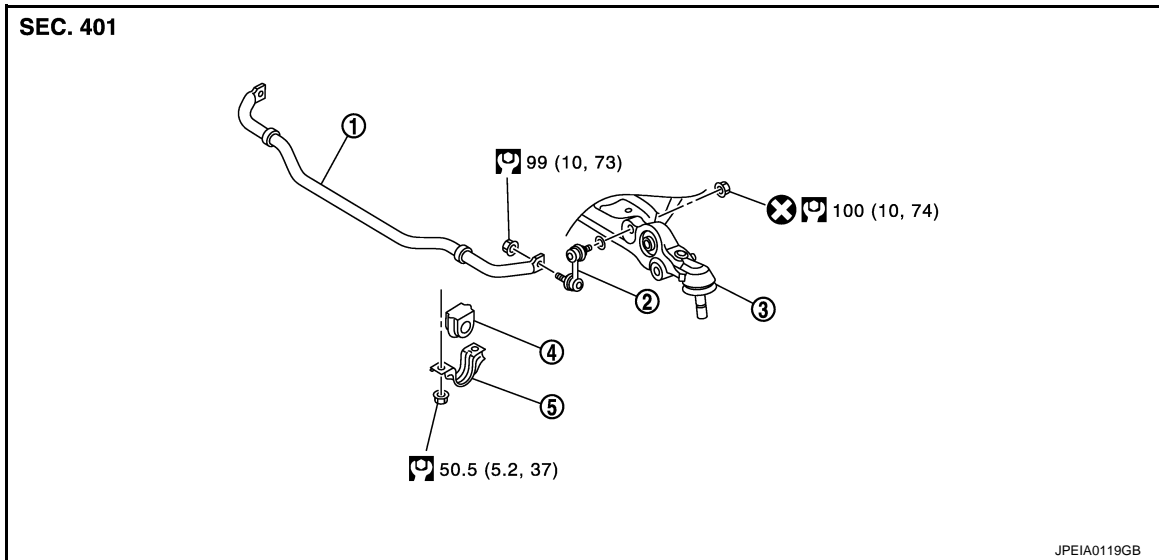 SEC. 401
①
99 (10, 73)
100 (10, 74)
②
③
④
⑤
50.5 (5.2, 37)
JPEIA0119GB